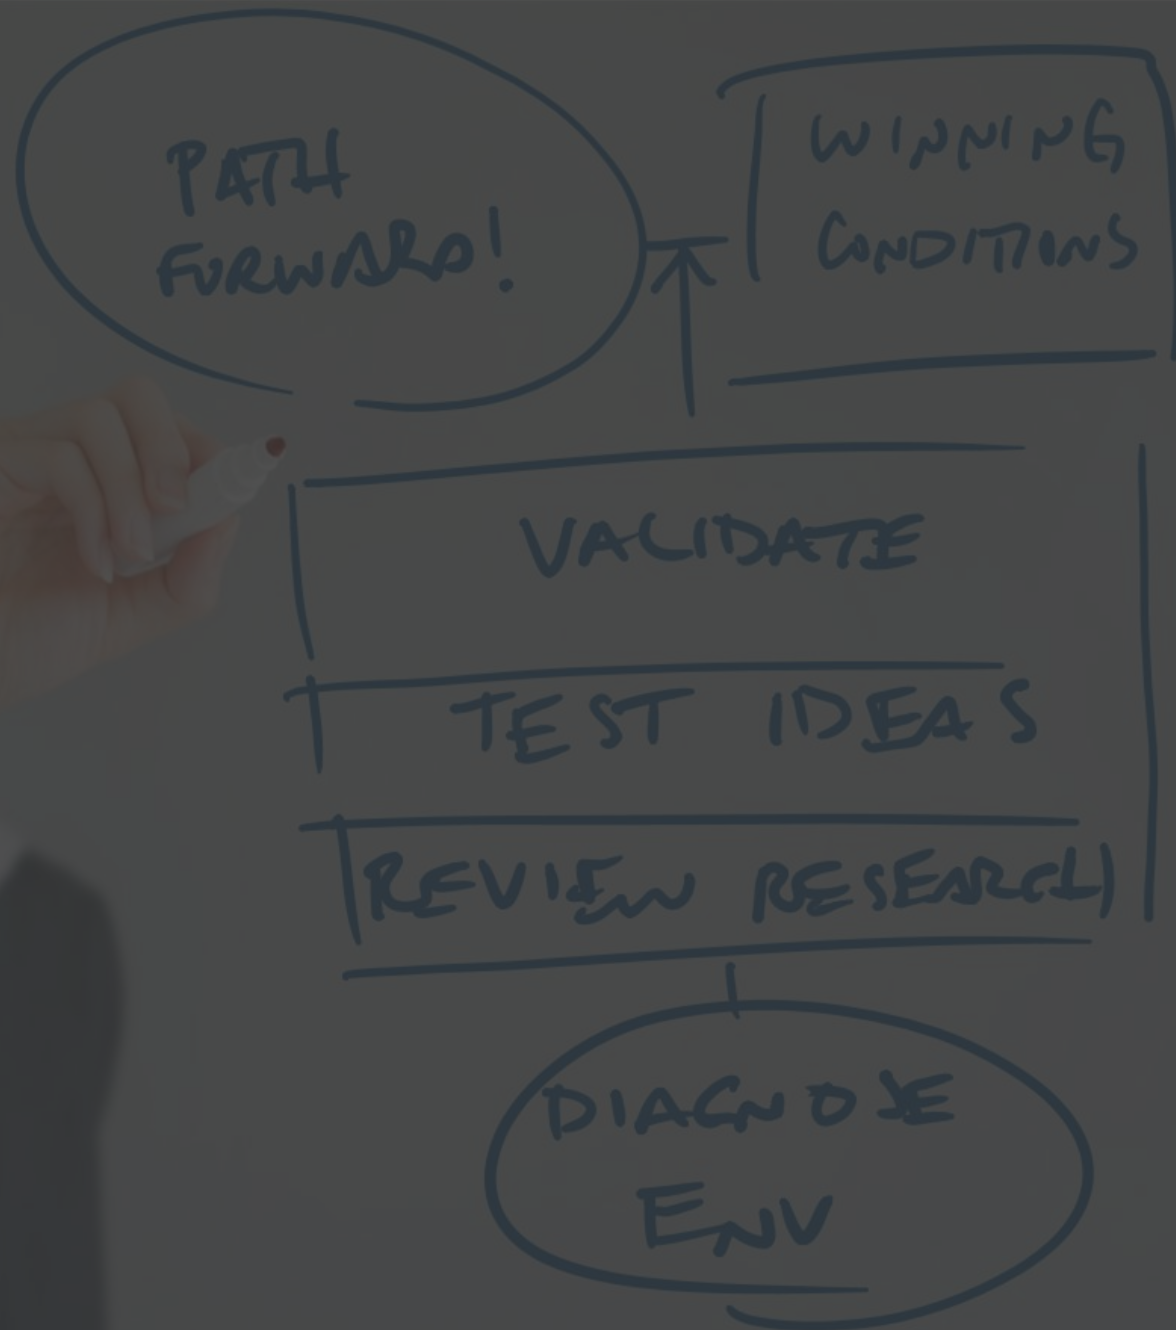 PATH
FORWARD!
WINNING
CONDITIONS
VALIDATE
TEST IDEAS
REVIEW RESEARCH
DIAGNOSE
ENV